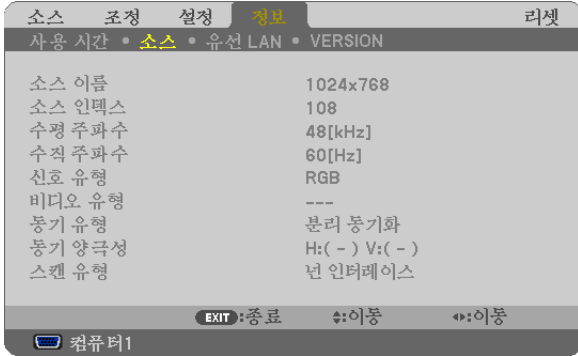 소스 조정 설정 정보 리셋
사용 시간 • 소스 • 유선 LAN • VERSION
소스 이름 1024x768
소스 인텍스 108
수평 주파수 48[kHz]
수직 주파수 60[Hz]
신호 유형 RGB
비디오 유형 ---
동기 유형 분리 동기화
동기 양극성 H:( - ) V:( - )
스캔 유형 넌 인터레이스
EXIT :종료 :이동 :이동
컴퓨터1